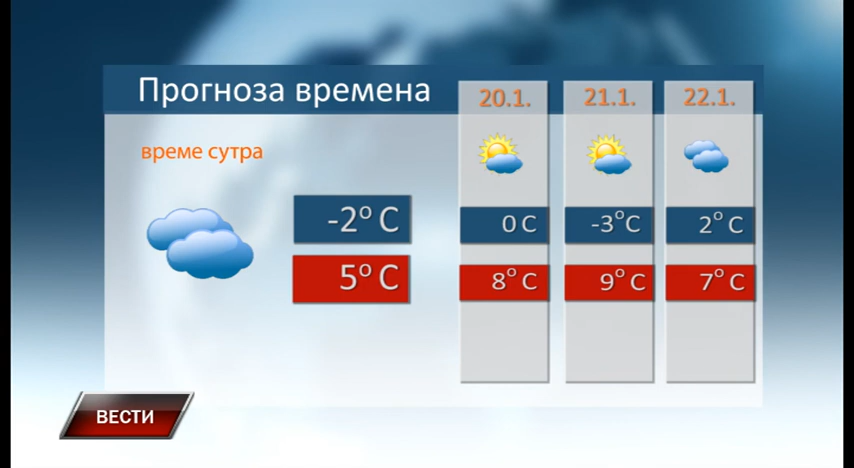 Прогноза времена
време сутра
-2º C
5º C
20.1. 21.1. 22.1.
0 C -3ºC 2º C
8º C 9º C 7º C
ВЕСТИ